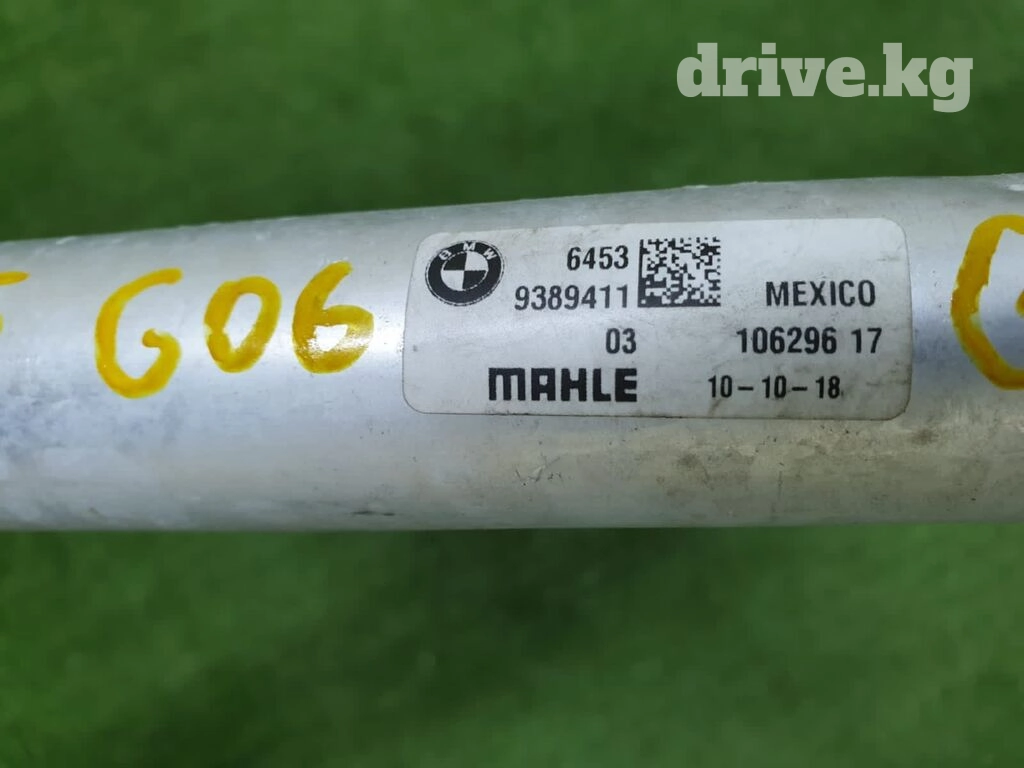 drive.kg
G06
BMW
6453
9389411
MEXICO
03
106296 17
MAHLE
10-10-18